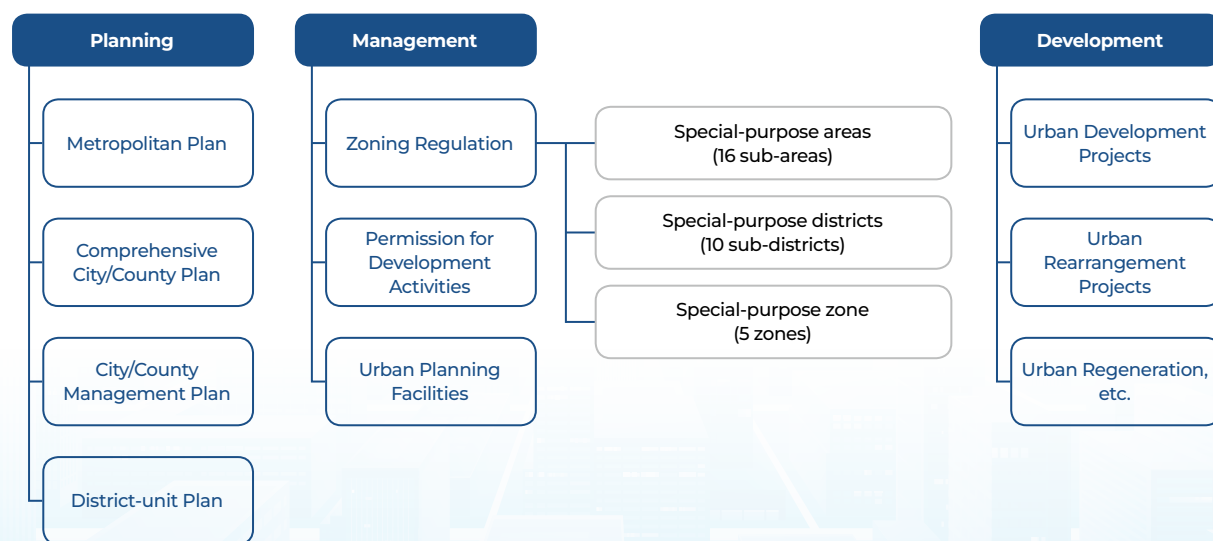 Planning
Metropolitan Plan
Comprehensive
City/County Plan
City/County
Management Plan
District-unit Plan
Management
Zoning Regulation
Permission for
Development
Activities
Urban Planning
Facilities
Special-purpose areas
(16 sub-areas)
Special-purpose districts
(10 sub-districts)
Special-purpose zone
(5 zones)
Development
Urban Development
Projects
Urban
Rearrangement
Projects
Urban Regeneration,
etc.